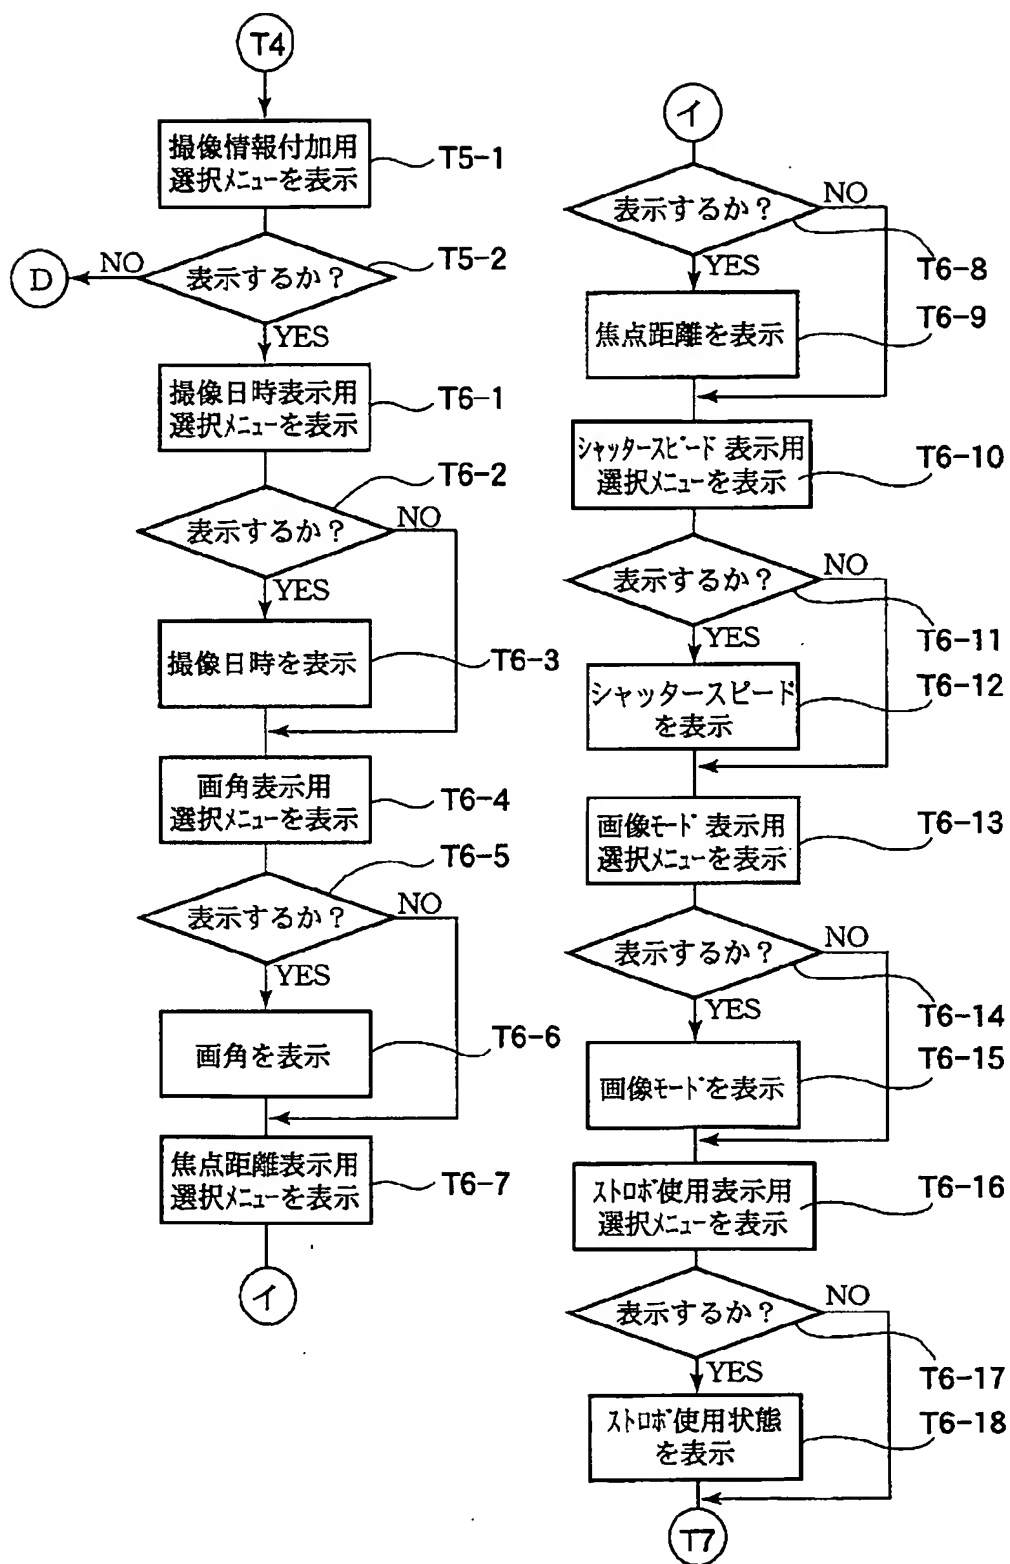 T4
撮像情報付加用
選択メニューを表示
T5-1
表示するか？
T5-2
NO
D
YES
撮像日時表示用
選択メニューを表示
T6-1
T6-2
表示するか？
NO
YES
撮像日時を表示
T6-3
画角表示用
選択メニューを表示
T6-4
T6-5
表示するか？
NO
YES
画角を表示
T6-6
焦点距離表示用
選択メニューを表示
T6-7
イ
イ
表示するか？
NO
T6-8
YES
焦点距離を表示
T6-9
シャッタースピード表示用
選択メニューを表示
T6-10
表示するか？
NO
T6-11
YES
シャッタースピード
を表示
T6-12
画像モード表示用
選択メニューを表示
T6-13
表示するか？
NO
T6-14
YES
画像モードを表示
T6-15
ストロボ使用表示用
選択メニューを表示
T6-16
表示するか？
NO
T6-17
YES
ストロボ使用状態
を表示
T6-18
T7